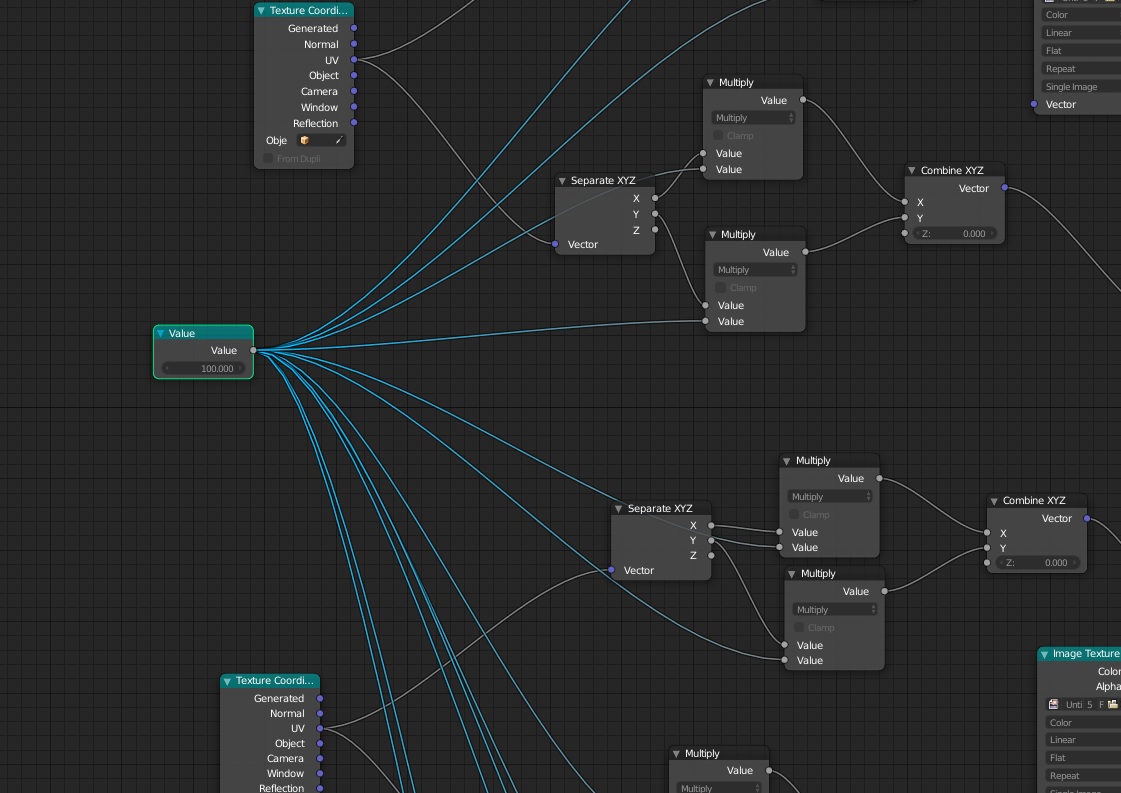 Texture Coordi...
Generated
Normal
UV
Object
Camera
Window
Reflection
Obje
From Dupli
Color
Linear
Flat
Repeat
Single Image
Vector
Multiply
Value
Multiply
Clamp
Value
Value
Separate XYZ
X
Y
Z
Vector
Combine XYZ
Vector
X
Y
Z: 0.000
Multiply
Value
Multiply
Clamp
Value
Value
Value
Value
100.000
Multiply
Value
Multiply
Clamp
Value
Value
Separate XYZ
X
Y
Z
Vector
Combine XYZ
Vector
X
Y
Z: 0.000
Multiply
Value
Multiply
Clamp
Value
Value
Texture Coordi...
Generated
Normal
UV
Object
Camera
Window
Reflection
Image Texture
Color
Alpha
Unti 5 F
Color
Linear
Flat
Repeat
Multiply
Value
Multiply